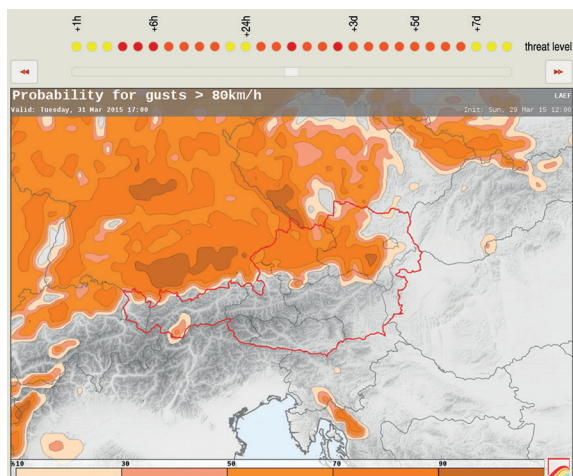 +1h +6h +24h +3d +5d +7d
threat level
Probability for gusts > 80km/h LAEF
Valid: Tuesday, 31 Mar 2015 17:00 Init: Sun, 29 Mar 15 12:00
%10 30 50 70 90